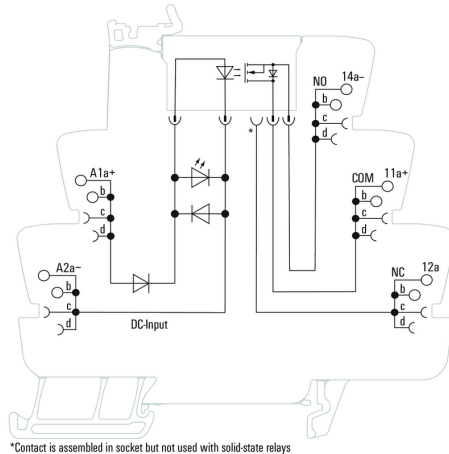 NO
14a–
b
c
d
*
A1a+
b
c
d
COM
11a+
b
c
d
A2a–
b
c
d
NC
12a
b
c
d
DC-Input
*Contact is assembled in socket but not used with solid-state relays